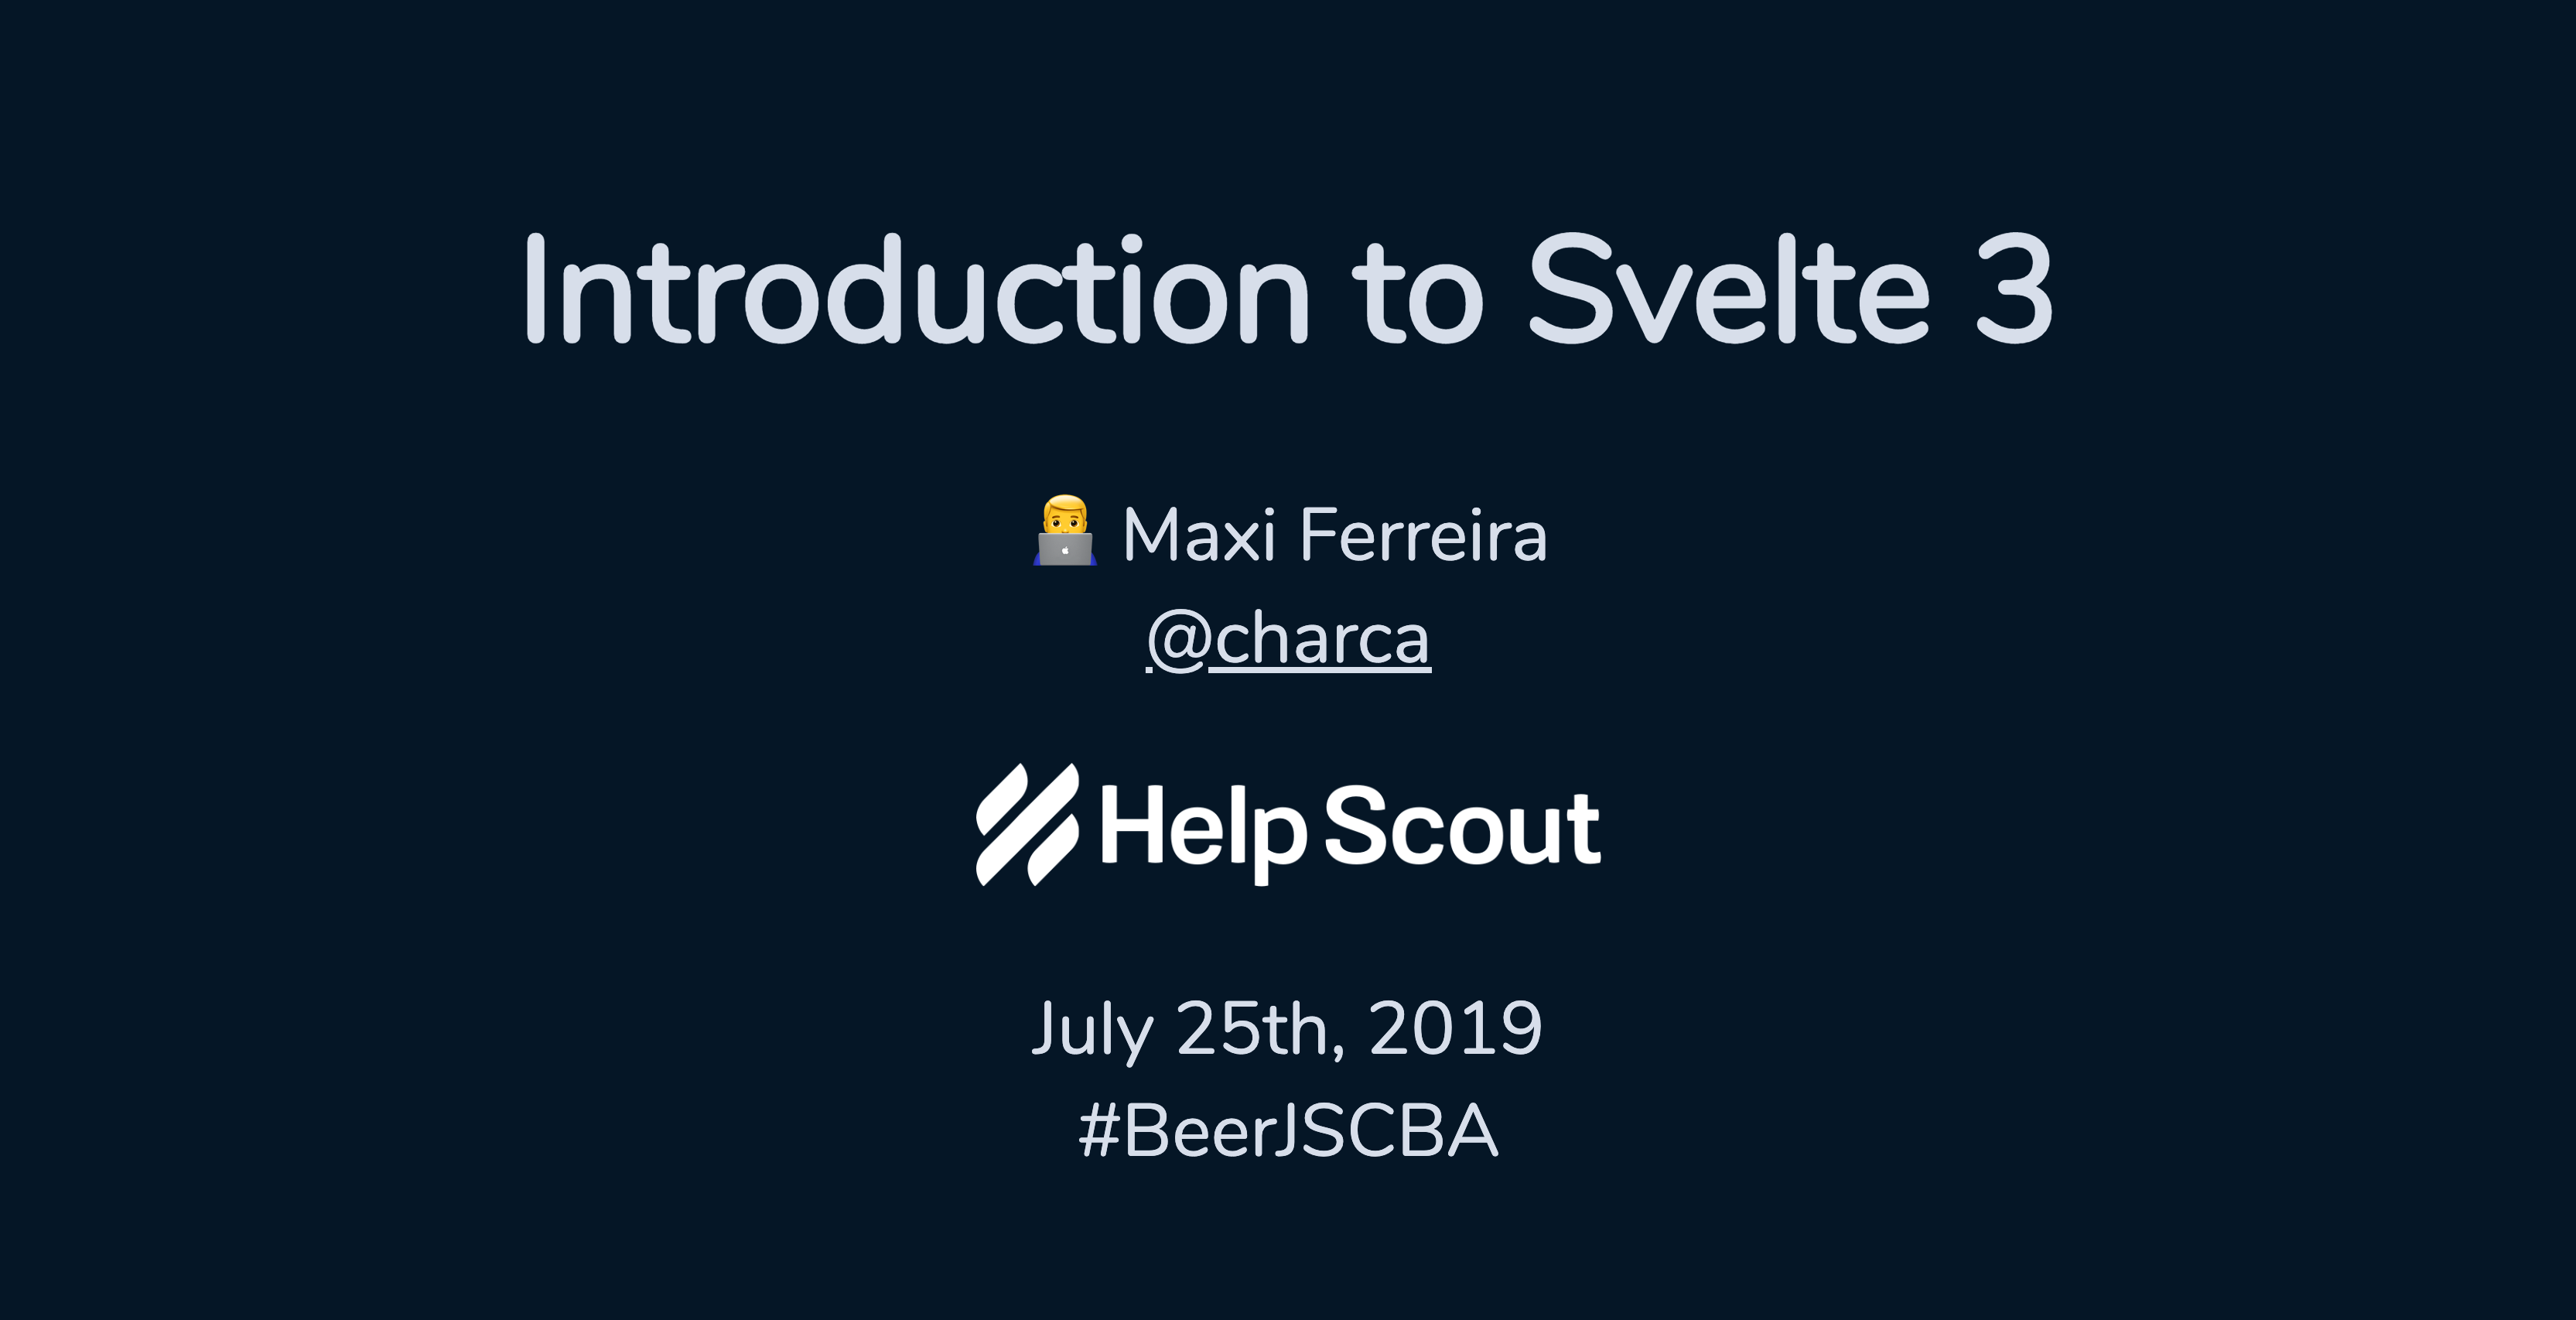 Introduction to Svelte 3
👨‍💻 Maxi Ferreira
@charca
Help Scout
July 25th, 2019
#BeerJSCBA